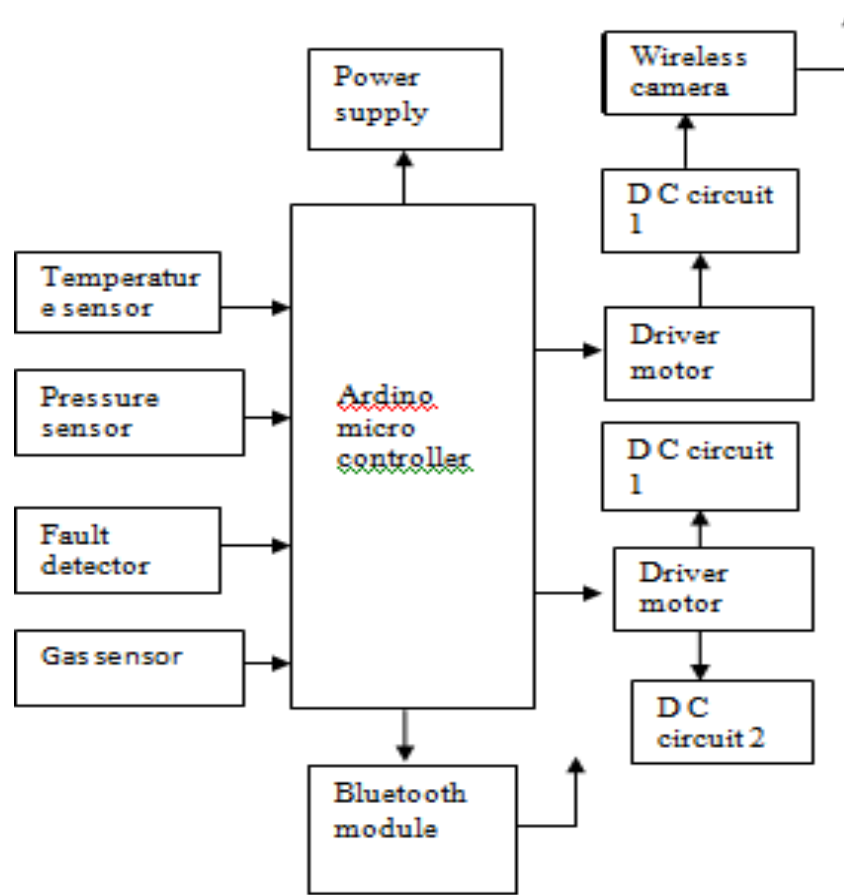 Power
supply
Wireless
camera
D C circuit
1
Temperatur
e sensor
Driver
motor
Pressure
sensor
Ardino
micro
controller
D C circuit
1
Fault
detector
Driver
motor
Gas sensor
D C
circuit 2
Bluetooth
module